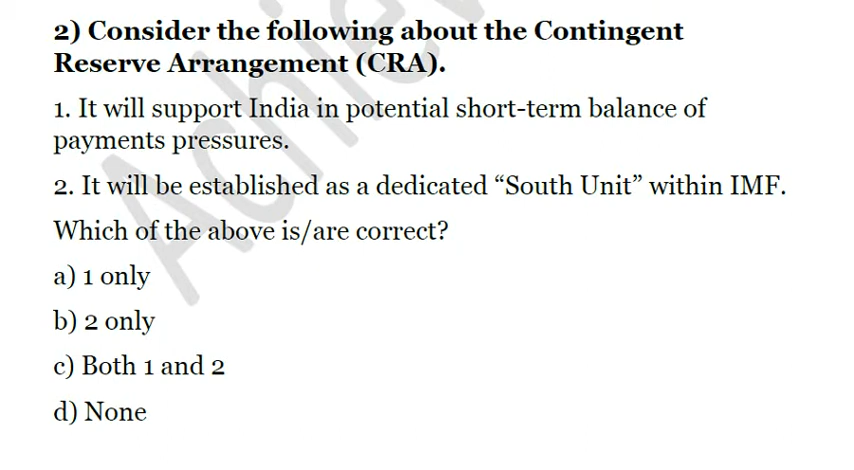 2) Consider the following about the Contingent
Reserve Arrangement (CRA).
1. It will support India in potential short-term balance of
payments pressures.
2. It will be established as a dedicated “South Unit” within IMF.
Which of the above is/are correct?
a) 1 only
b) 2 only
c) Both 1 and 2
d) None